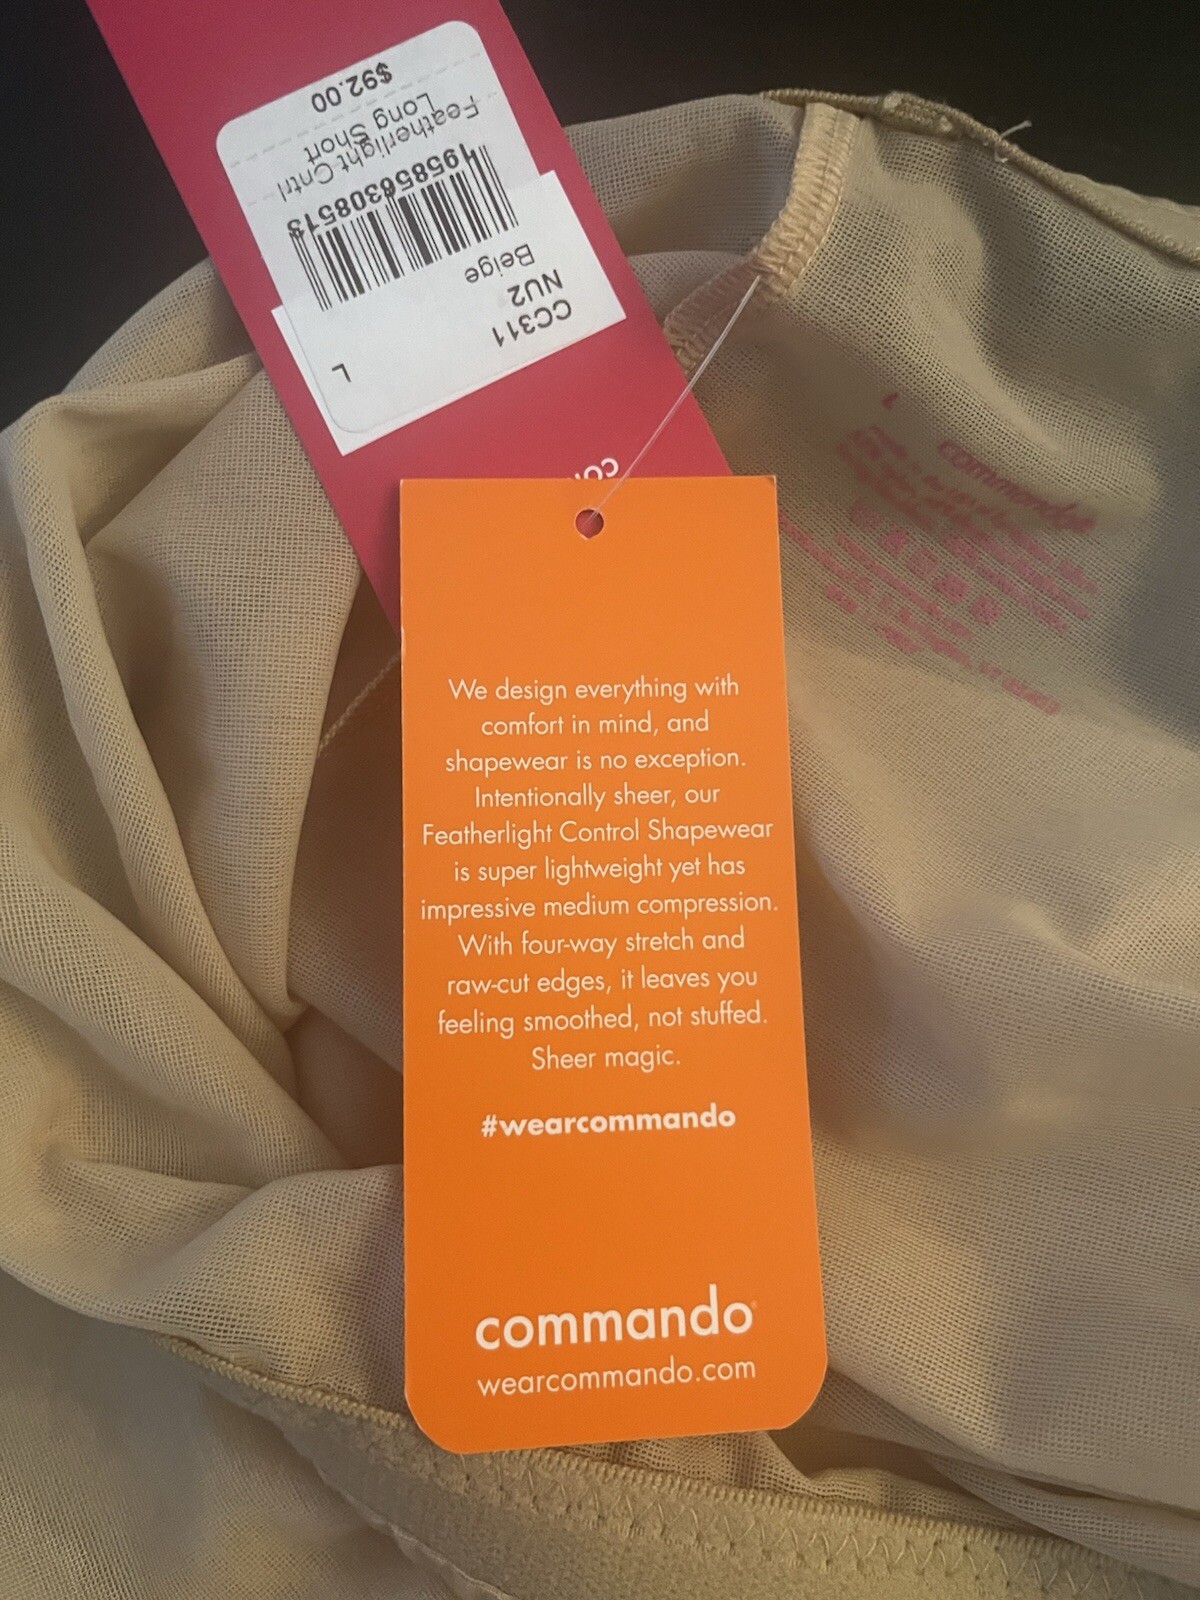 $92.00
Featherlight Cntrl
Long Short
195856308513
Beige
NU2
CC311
L
We design everything with
comfort in mind, and
shapewear is no exception.
Intentionally sheer, our
Featherlight Control Shapewear
is super lightweight yet has
impressive medium compression.
With four-way stretch and
raw-cut edges, it leaves you
feeling smoothed, not stuffed.
Sheer magic.
#wearcommando
commando
wearcommando.com
L
commando